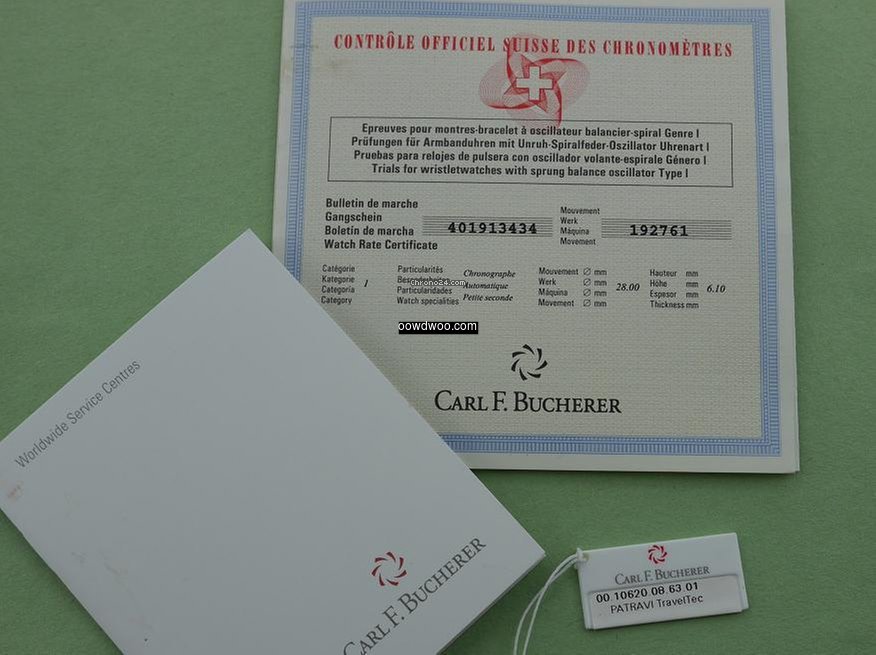 CONTRÔLE OFFICIEL SUISSE DES CHRONOMÈTRES
Epreuves pour montres-bracelet à oscillateur balancier-spiral Genre I
Prüfungen für Armbanduhren mit Unruh-Spiralfeder-Oszillator Uhrenart I
Pruebas para relojes de pulsera con oscillador volante-espirale Género I
Trials for wristletwatches with sprung balance oscillator Type I
Bulletin de marche
Gangschein
Boletin de marcha
Watch Rate Certificate
401913434
Mouvement
Werk
Máquina
Movement
192761
Catégorie
Kategorie
Categoria
Category
1
Particularités
Particularidades
Watch specialities
Chronographe
Automatique
Petite seconde
Mouvement ∅ mm
Werk ∅ mm
Máquina ∅ mm
Movement ∅ mm
28.00
Hauteur mm
Höhe mm
Espesor mm
Thickness mm
6.10
chrono24.com
oowdwoo.com
CARL F. BUCHERER
Worldwide Service Centres
CARL F. BUCHERER
CARL F. BUCHERER
00.10620.08.63.01
PATRAVI TravelTec